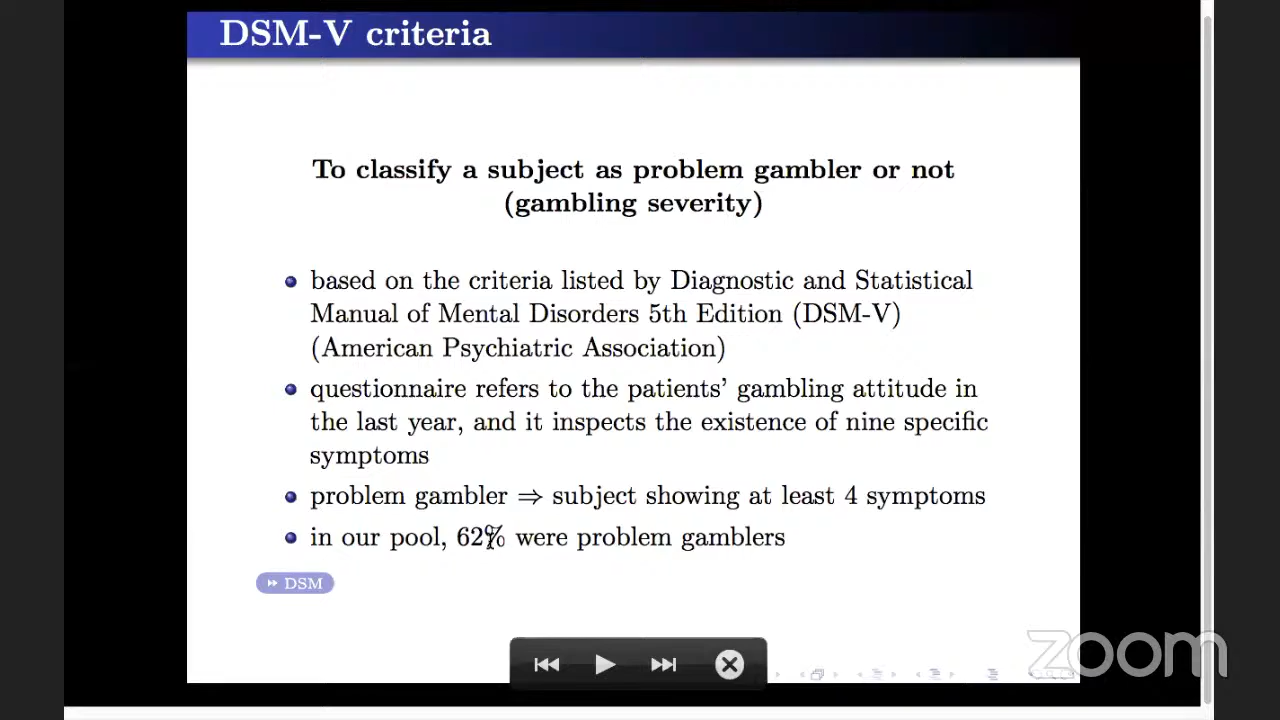 DSM-V criteria
To classify a subject as problem gambler or not
(gambling severity)
based on the criteria listed by Diagnostic and Statistical
Manual of Mental Disorders 5th Edition (DSM-V)
(American Psychiatric Association)
questionnaire refers to the patients' gambling attitude in
the last year, and it inspects the existence of nine specific
symptoms
problem gambler ⇒ subject showing at least 4 symptoms
in our pool, 62% were problem gamblers
DSM
zoom